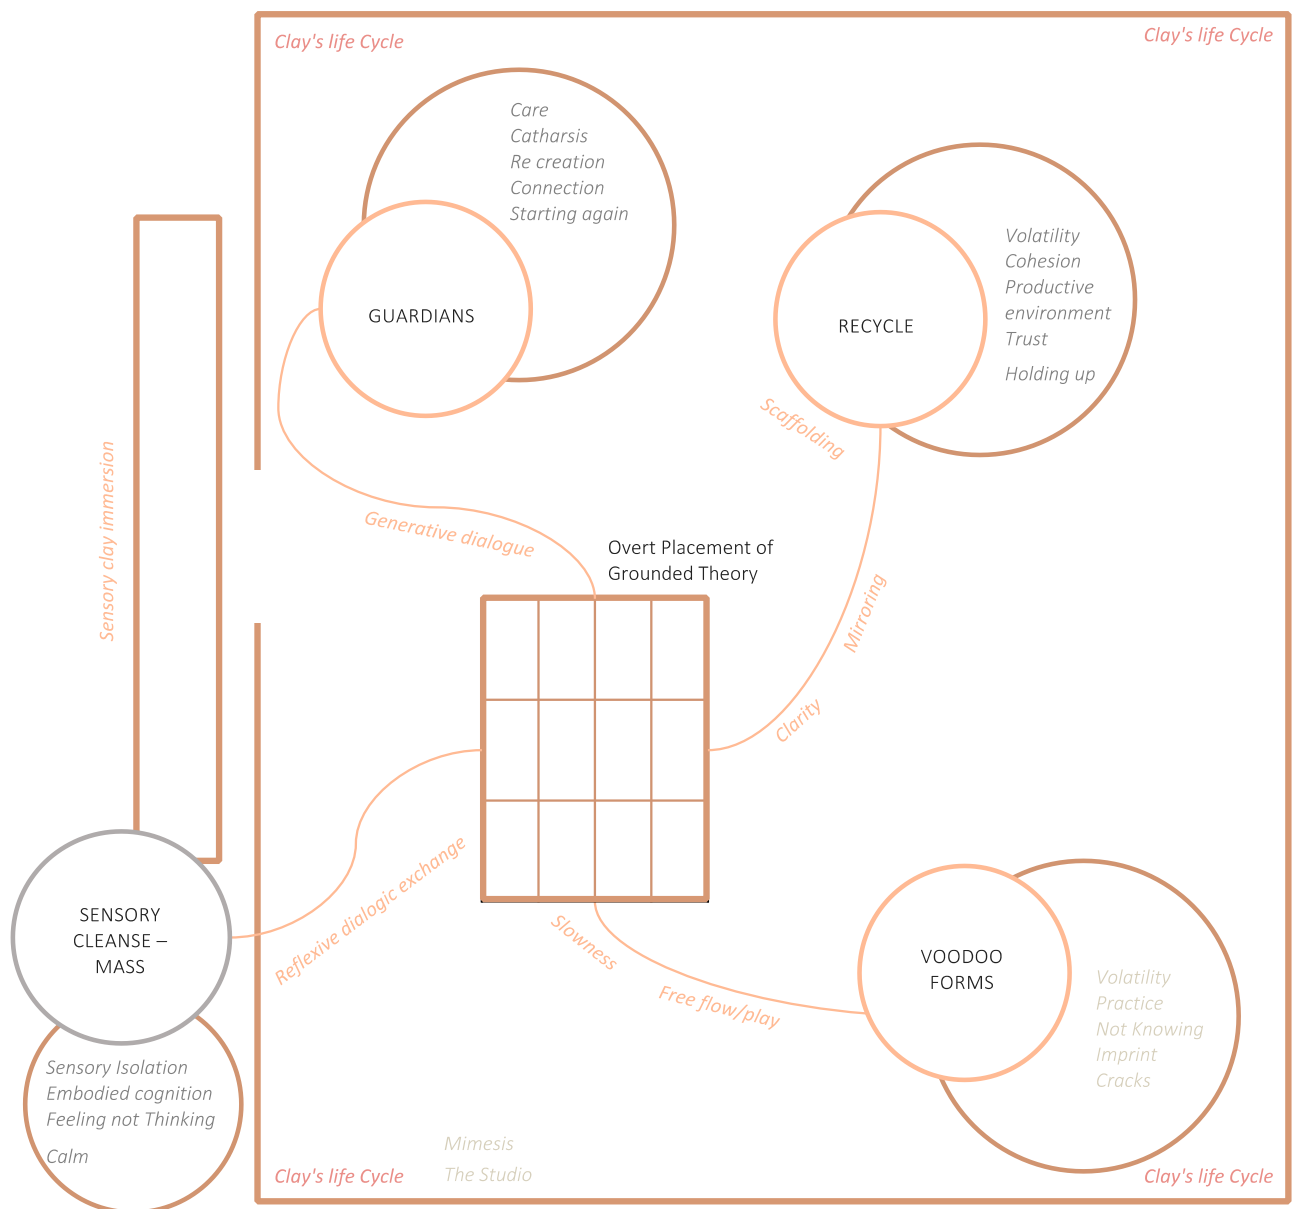 Clay's life Cycle
Clay's life Cycle
Care
Catharsis
Re creation
Connection
Starting again
GUARDIANS
Volatility
Cohesion
Productive
environment
Trust
Holding up
RECYCLE
Scaffolding
Sensory clay immersion
Generative dialogue
Overt Placement of
Grounded Theory
Mirroring
Clarity
Reflexive dialogic exchange
Slowness
Free flow/play
SENSORY
CLEANSE –
MASS
VOODOO
FORMS
Volatility
Practice
Not Knowing
Imprint
Cracks
Sensory Isolation
Embodied cognition
Feeling not Thinking
Calm
Mimesis
The Studio
Clay's life Cycle
Clay's life Cycle